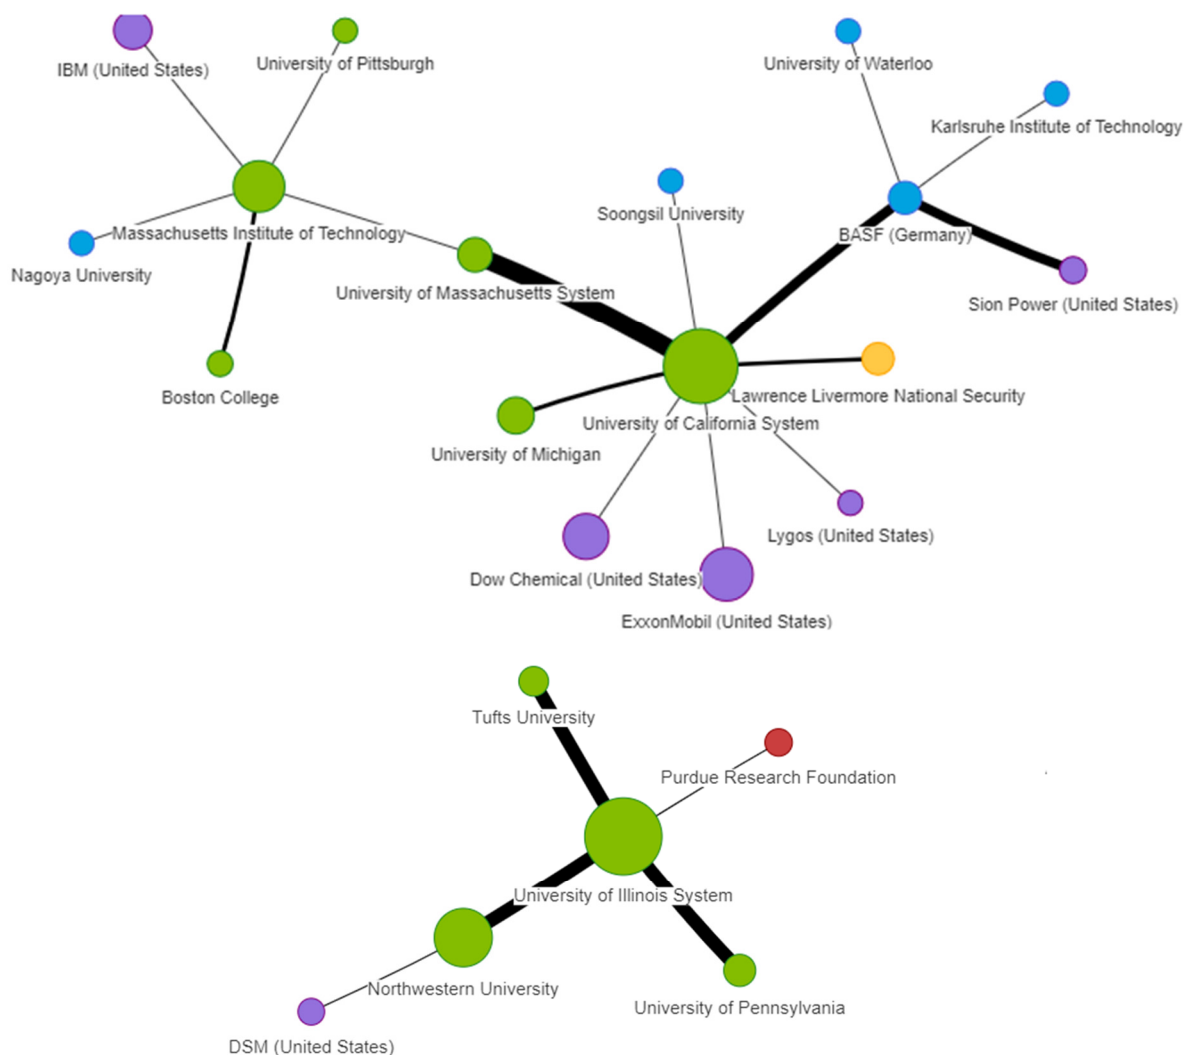 IBM (United States)
University of Pittsburgh
University of Waterloo
Karlsruhe Institute of Technology
Soongsil University
Massachusetts Institute of Technology
BASF (Germany)
Nagoya University
University of Massachusetts System
Sion Power (United States)
Boston College
Lawrence Livermore National Security
University of California System
University of Michigan
Lygos (United States)
Dow Chemical (United States)
ExxonMobil (United States)
Tufts University
Purdue Research Foundation
University of Illinois System
Northwestern University
University of Pennsylvania
DSM (United States)